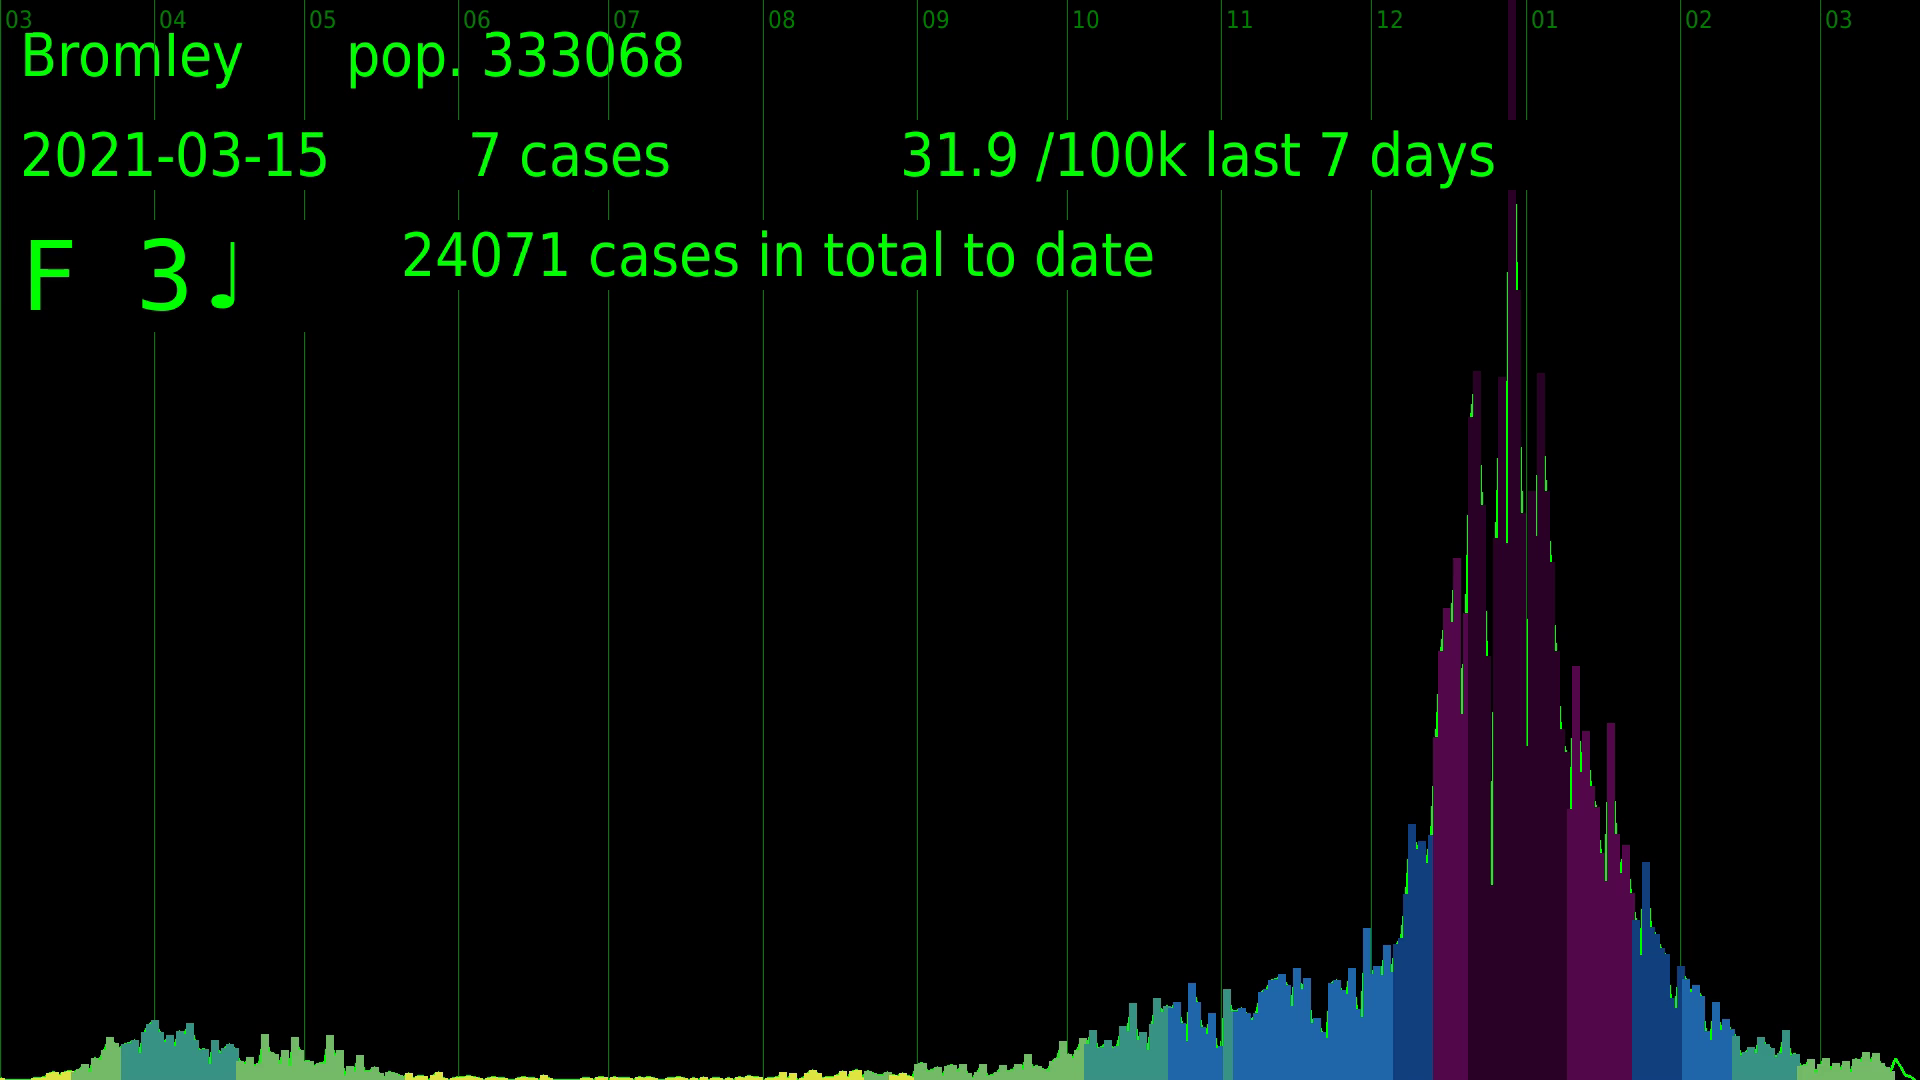 03 04 05 06 07 08 09 10 11 12 01 02 03
Bromley pop. 333068
2021-03-15 7 cases 31.9 /100k last 7 days
F 3♩ 24071 cases in total to date